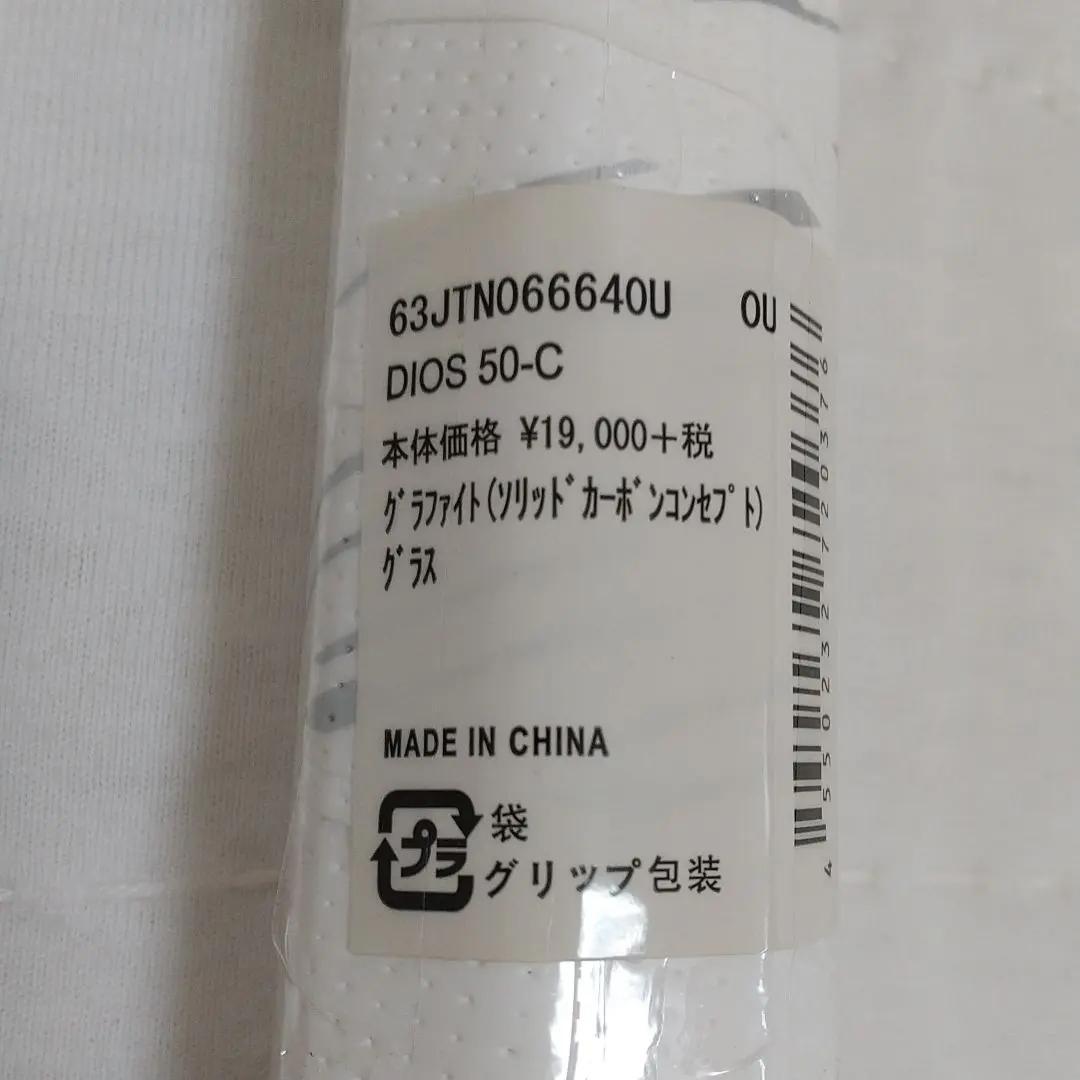 63JTN066640U 0U
DIOS 50-C
本体価格 ¥19,000+税
グラファイト(ソリッドカーボンコンセプト)
グラス
MADE IN CHINA
プラ
袋
グリップ包装
4550232720376